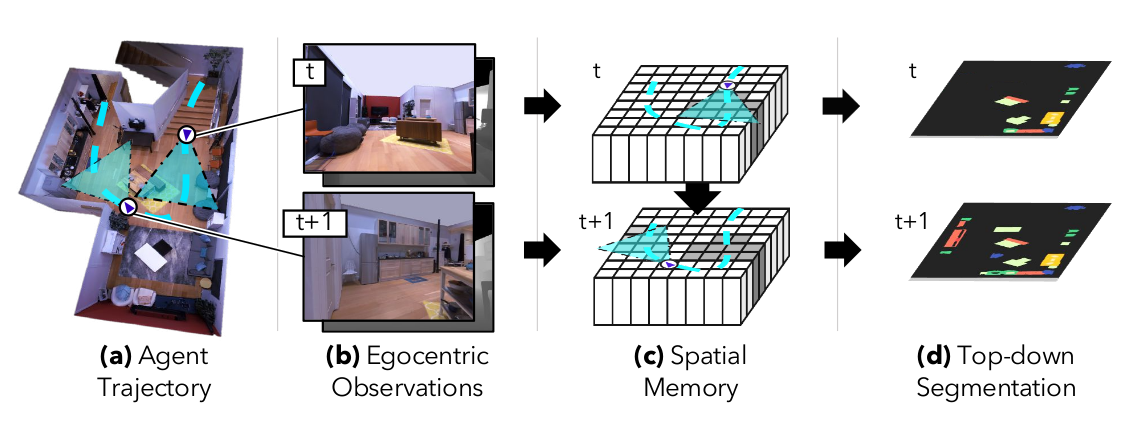 t
t+1
t
t+1
t
t+1
(a) Agent
Trajectory
(b) Egocentric
Observations
(c) Spatial
Memory
(d) Top-down
Segmentation